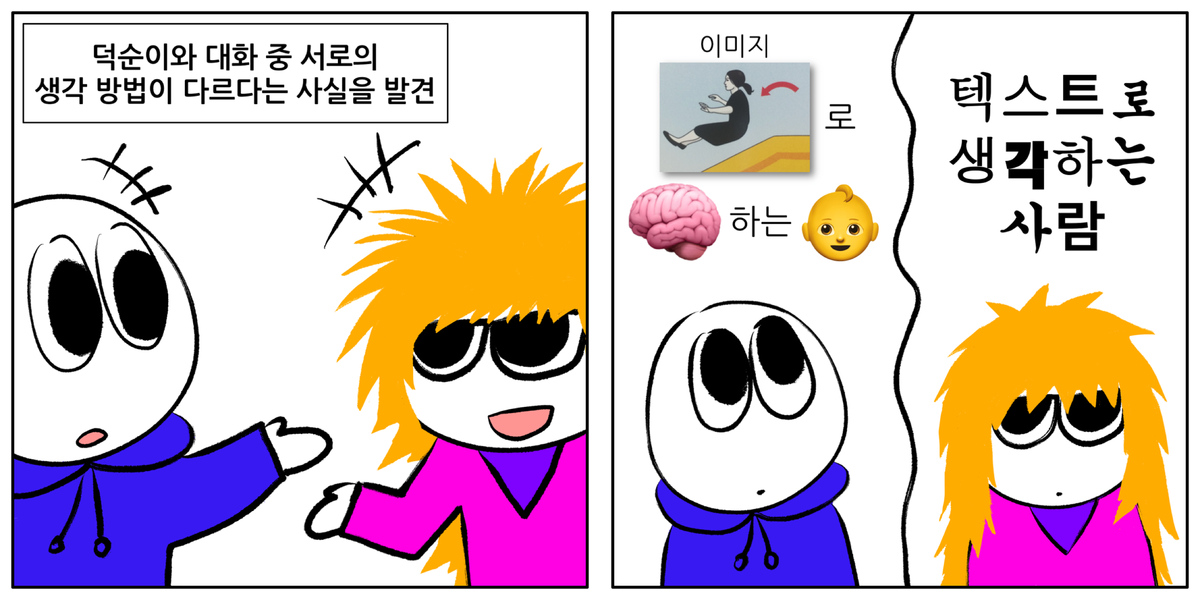 덕순이와 대화 중 서로의
생각 방법이 다르다는 사실을 발견
이미지
로
하는
텍스트로
생각하는
사람